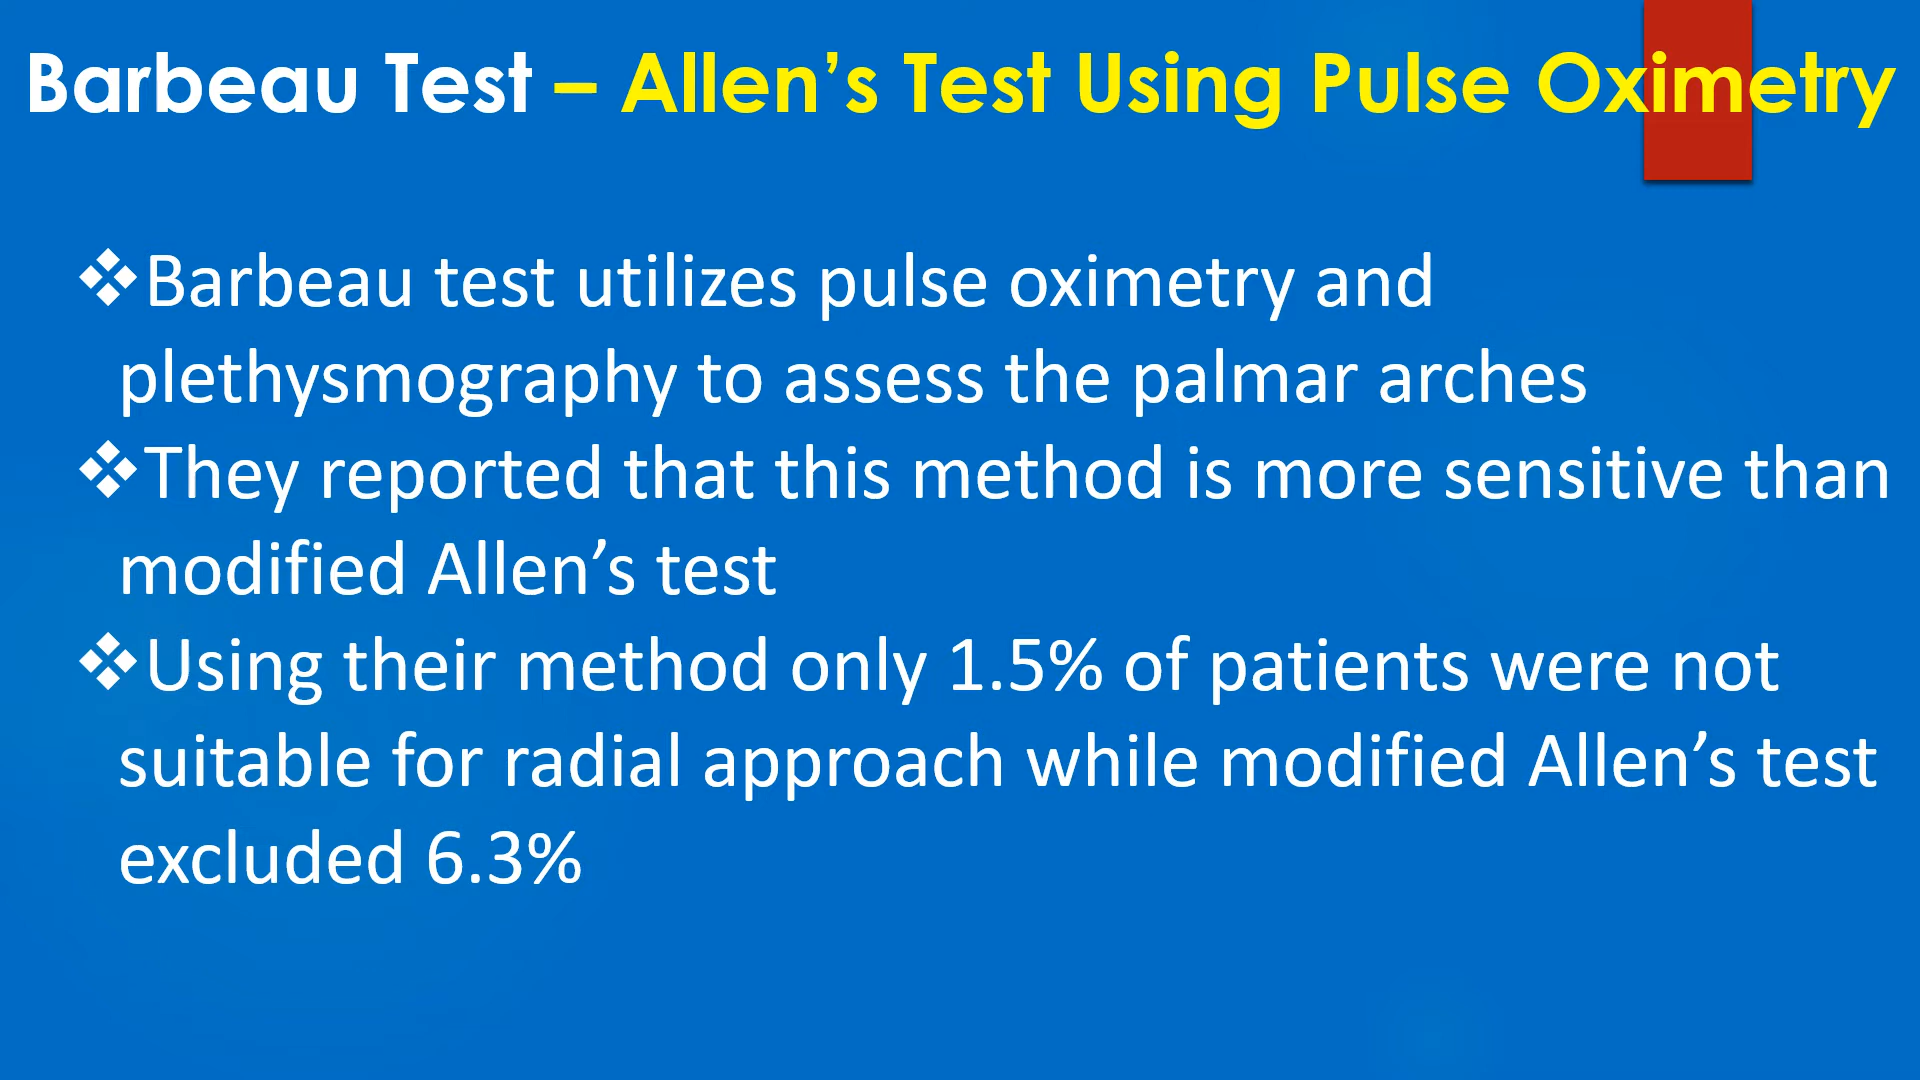 Barbeau Test – Allen’s Test Using Pulse Oximetry
❖Barbeau test utilizes pulse oximetry and
plethysmography to assess the palmar arches
❖They reported that this method is more sensitive than
modified Allen’s test
❖Using their method only 1.5% of patients were not
suitable for radial approach while modified Allen’s test
excluded 6.3%